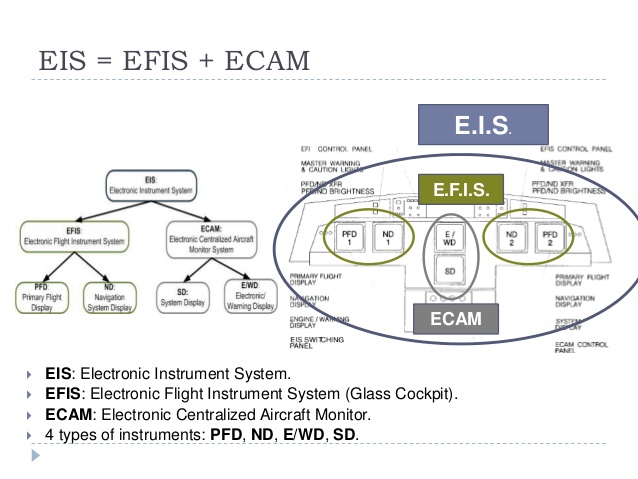 EIS = EFIS + ECAM
E.I.S.
EIS:
Electronic Instrument System
EFIS:
Electronic Flight Instrument System
ECAM:
Electronic Centralized Aircraft
Monitor System
PFD:
Primary Flight
Display
ND:
Navigation
System Display
SD:
System Display
E/WD:
Electronic/
Warning Display
EFI CONTROL PANEL
MASTER WARNING
& CAUTION LIGHTS
PFD/ND XFR
PFD/ND BRIGHTNESS
EFIS CONTROL PANEL
MASTER WARNING
& CAUTION LIGHTS
PFD/ND XFR
PFD/ND BRIGHTNESS
E.F.I.S.
PFD
1
ND
1
E/
WD
SD
ND
2
PFD
2
ECAM
PRIMARY FLIGHT
DISPLAY
NAVIGATION
DISPLAY
ENGINE / WARNING
DISPLAY
EIS SWITCHING
PANEL
PRIMARY FLIGHT
DISPLAY
NAVIGATION
DISPLAY
SYSTEM
DISPLAY
ECAM CONTROL
PANEL
EIS: Electronic Instrument System.
EFIS: Electronic Flight Instrument System (Glass Cockpit).
ECAM: Electronic Centralized Aircraft Monitor.
4 types of instruments: PFD, ND, E/WD, SD.